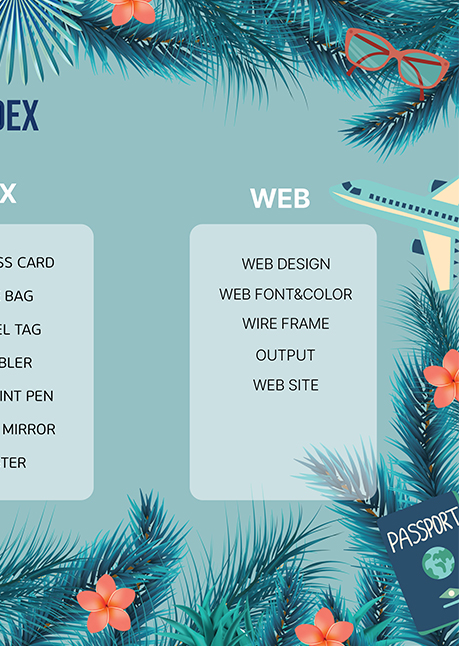 DEX
X
SS CARD
BAG
EL TAG
BLER
INT PEN
MIRROR
TER
WEB
WEB DESIGN
WEB FONT&COLOR
WIRE FRAME
OUTPUT
WEB SITE
PASSPORT